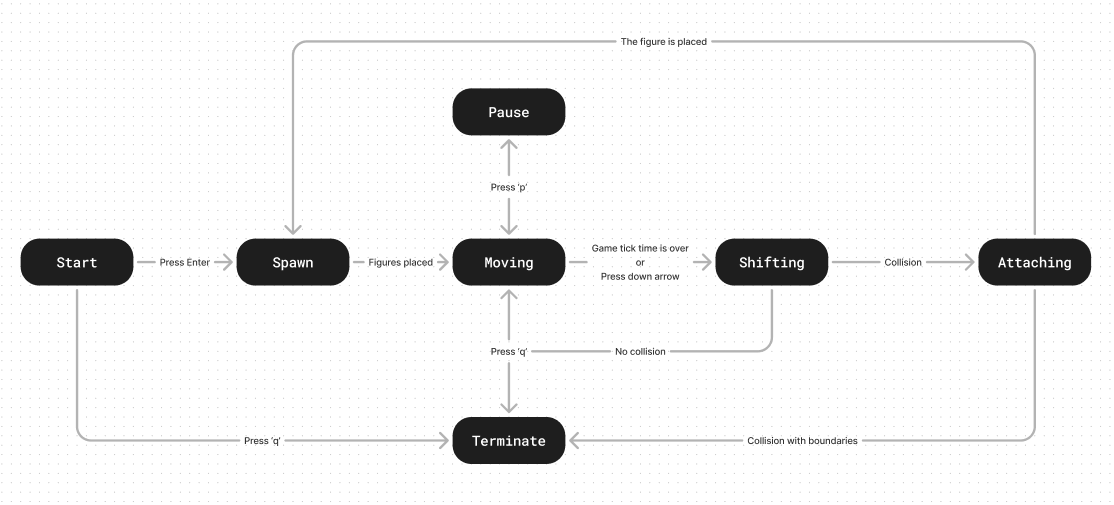 The figure is placed
Pause
Press 'p'
Start
Press Enter
Spawn
Figures placed
Moving
Game tick time is over
or
Press down arrow
Shifting
Collision
Attaching
Press 'q'
No collision
Press 'q'
Terminate
Collision with boundaries